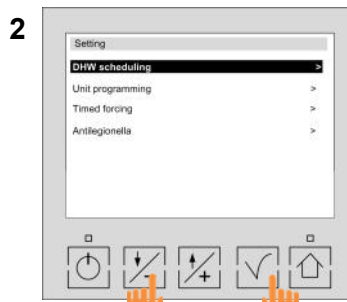 2
Setting
DHW scheduling >
Unit programming >
Timed forcing >
Antilegionella >